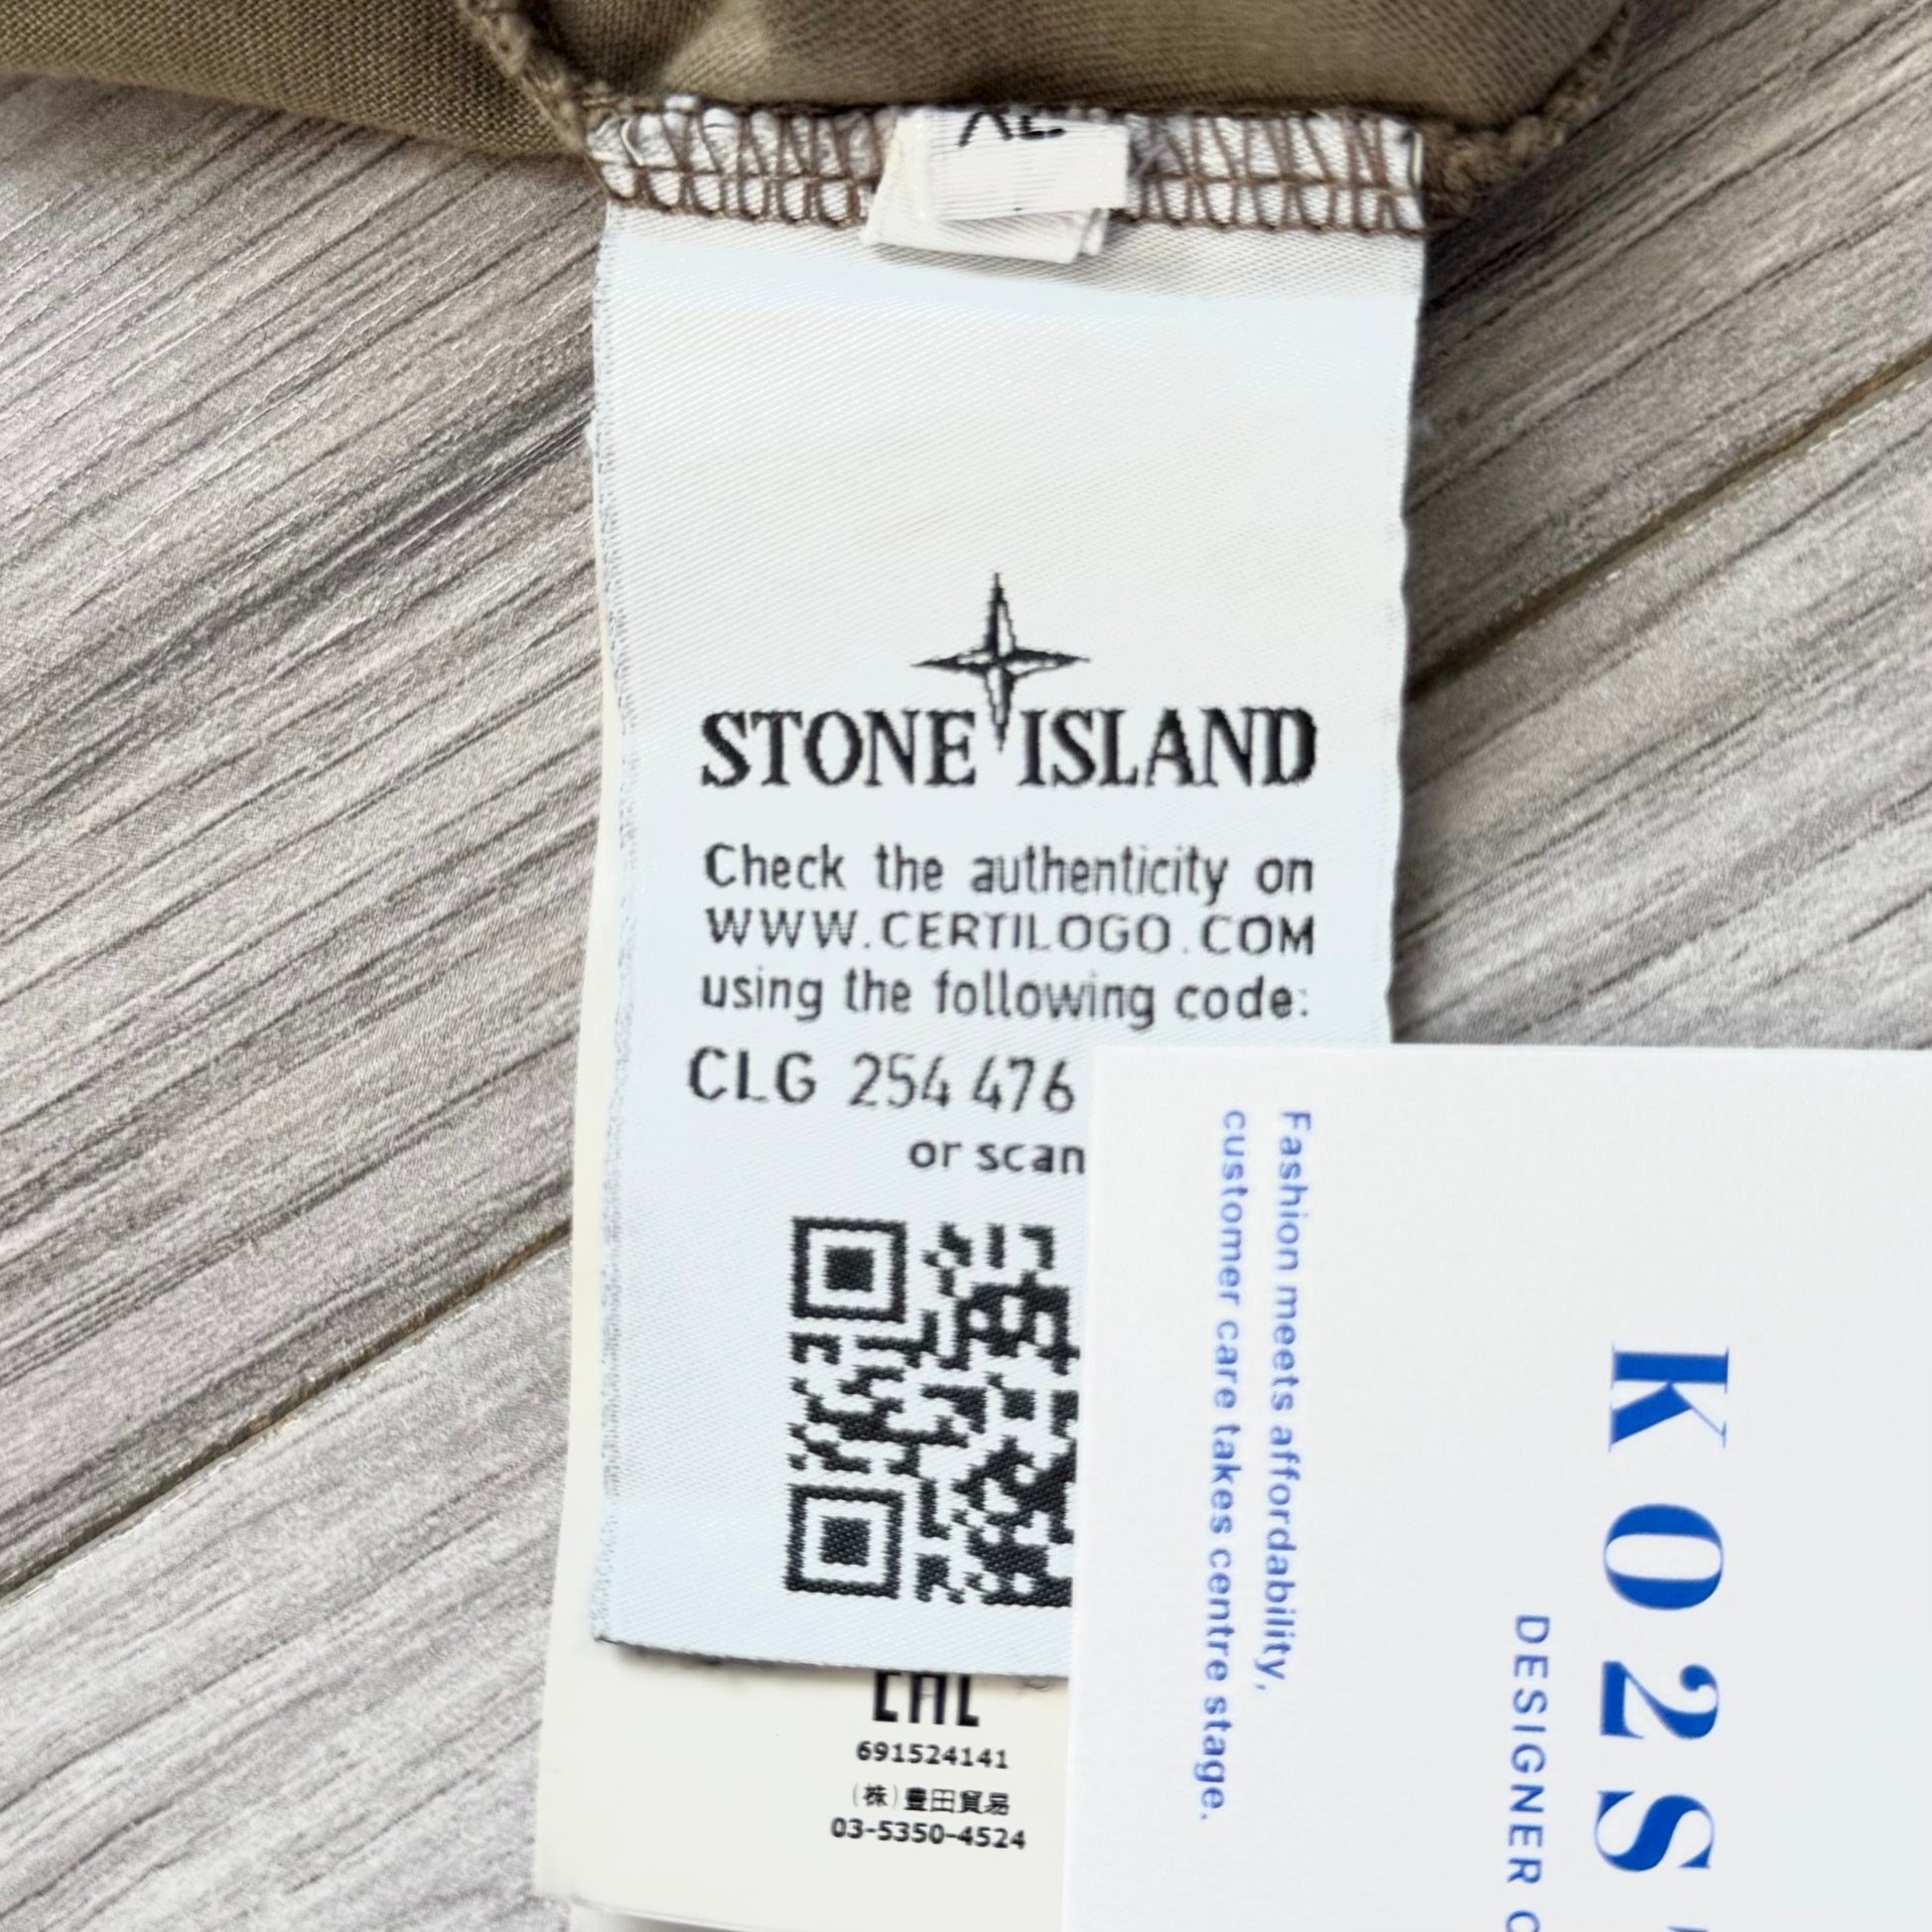 XL
STONE ISLAND
Check the authenticity on
WWW.CERTILOGO.COM
using the following code:
CLG 254 476
or scan
EAC
691524141
(株)豊田貿易
03-5350-4524
Fashion meets affordability,
customer care takes centre stage.
KO2S
DESIGNER